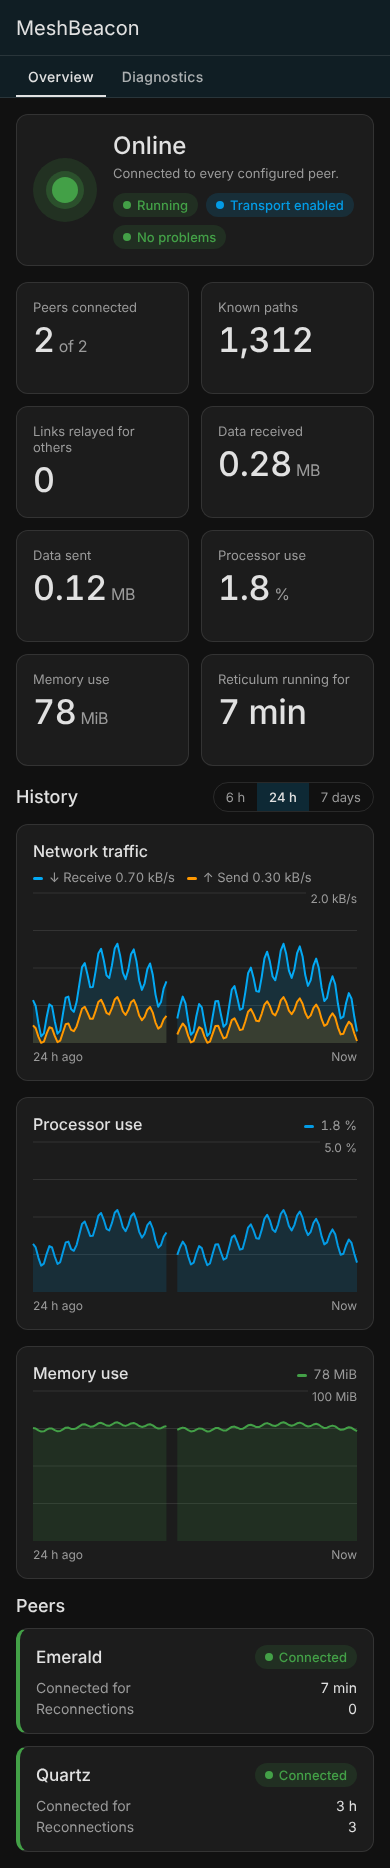 MeshBeacon
Overview Diagnostics
Online
Connected to every configured peer.
Running Transport enabled
No problems
Peers connected
2 of 2
Known paths
1,312
Links relayed for
others
0
Data received
0.28 MB
Data sent
0.12 MB
Processor use
1.8 %
Memory use
78 MiB
Reticulum running for
7 min
History
6 h 24 h 7 days
Network traffic
↓ Receive 0.70 kB/s ↑ Send 0.30 kB/s
2.0 kB/s
24 h ago Now
Processor use 1.8 %
5.0 %
24 h ago Now
Memory use 78 MiB
100 MiB
24 h ago Now
Peers
Emerald Connected
Connected for 7 min
Reconnections 0
Quartz Connected
Connected for 3 h
Reconnections 3